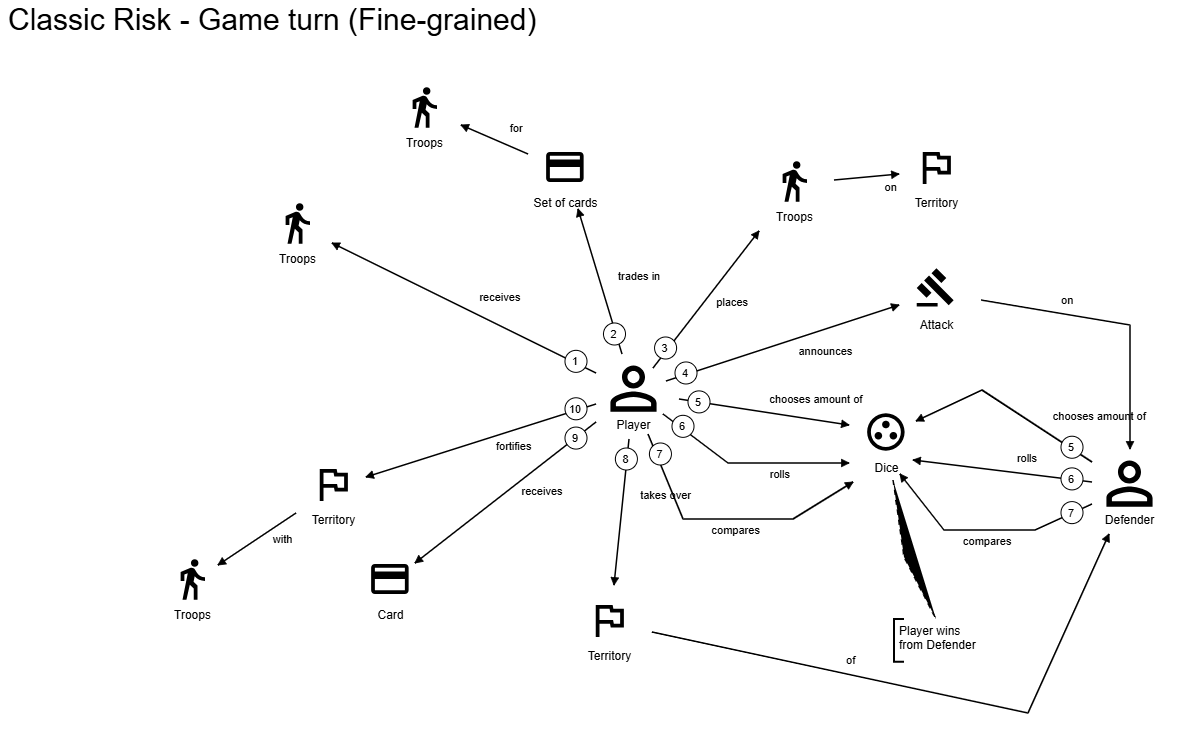 Classic Risk - Game turn (Fine-grained)
Troops
for
Set of cards
Troops
on
Territory
Troops
receives
trades in
places
Attack
on
announces
1
2
3
4
Player
5
chooses amount of
6
rolls
7
compares
8
takes over
9
receives
10
fortifies
Dice
chooses amount of
5
rolls
6
7
compares
Defender
Territory
with
Troops
Card
Territory
of
Player wins
from Defender